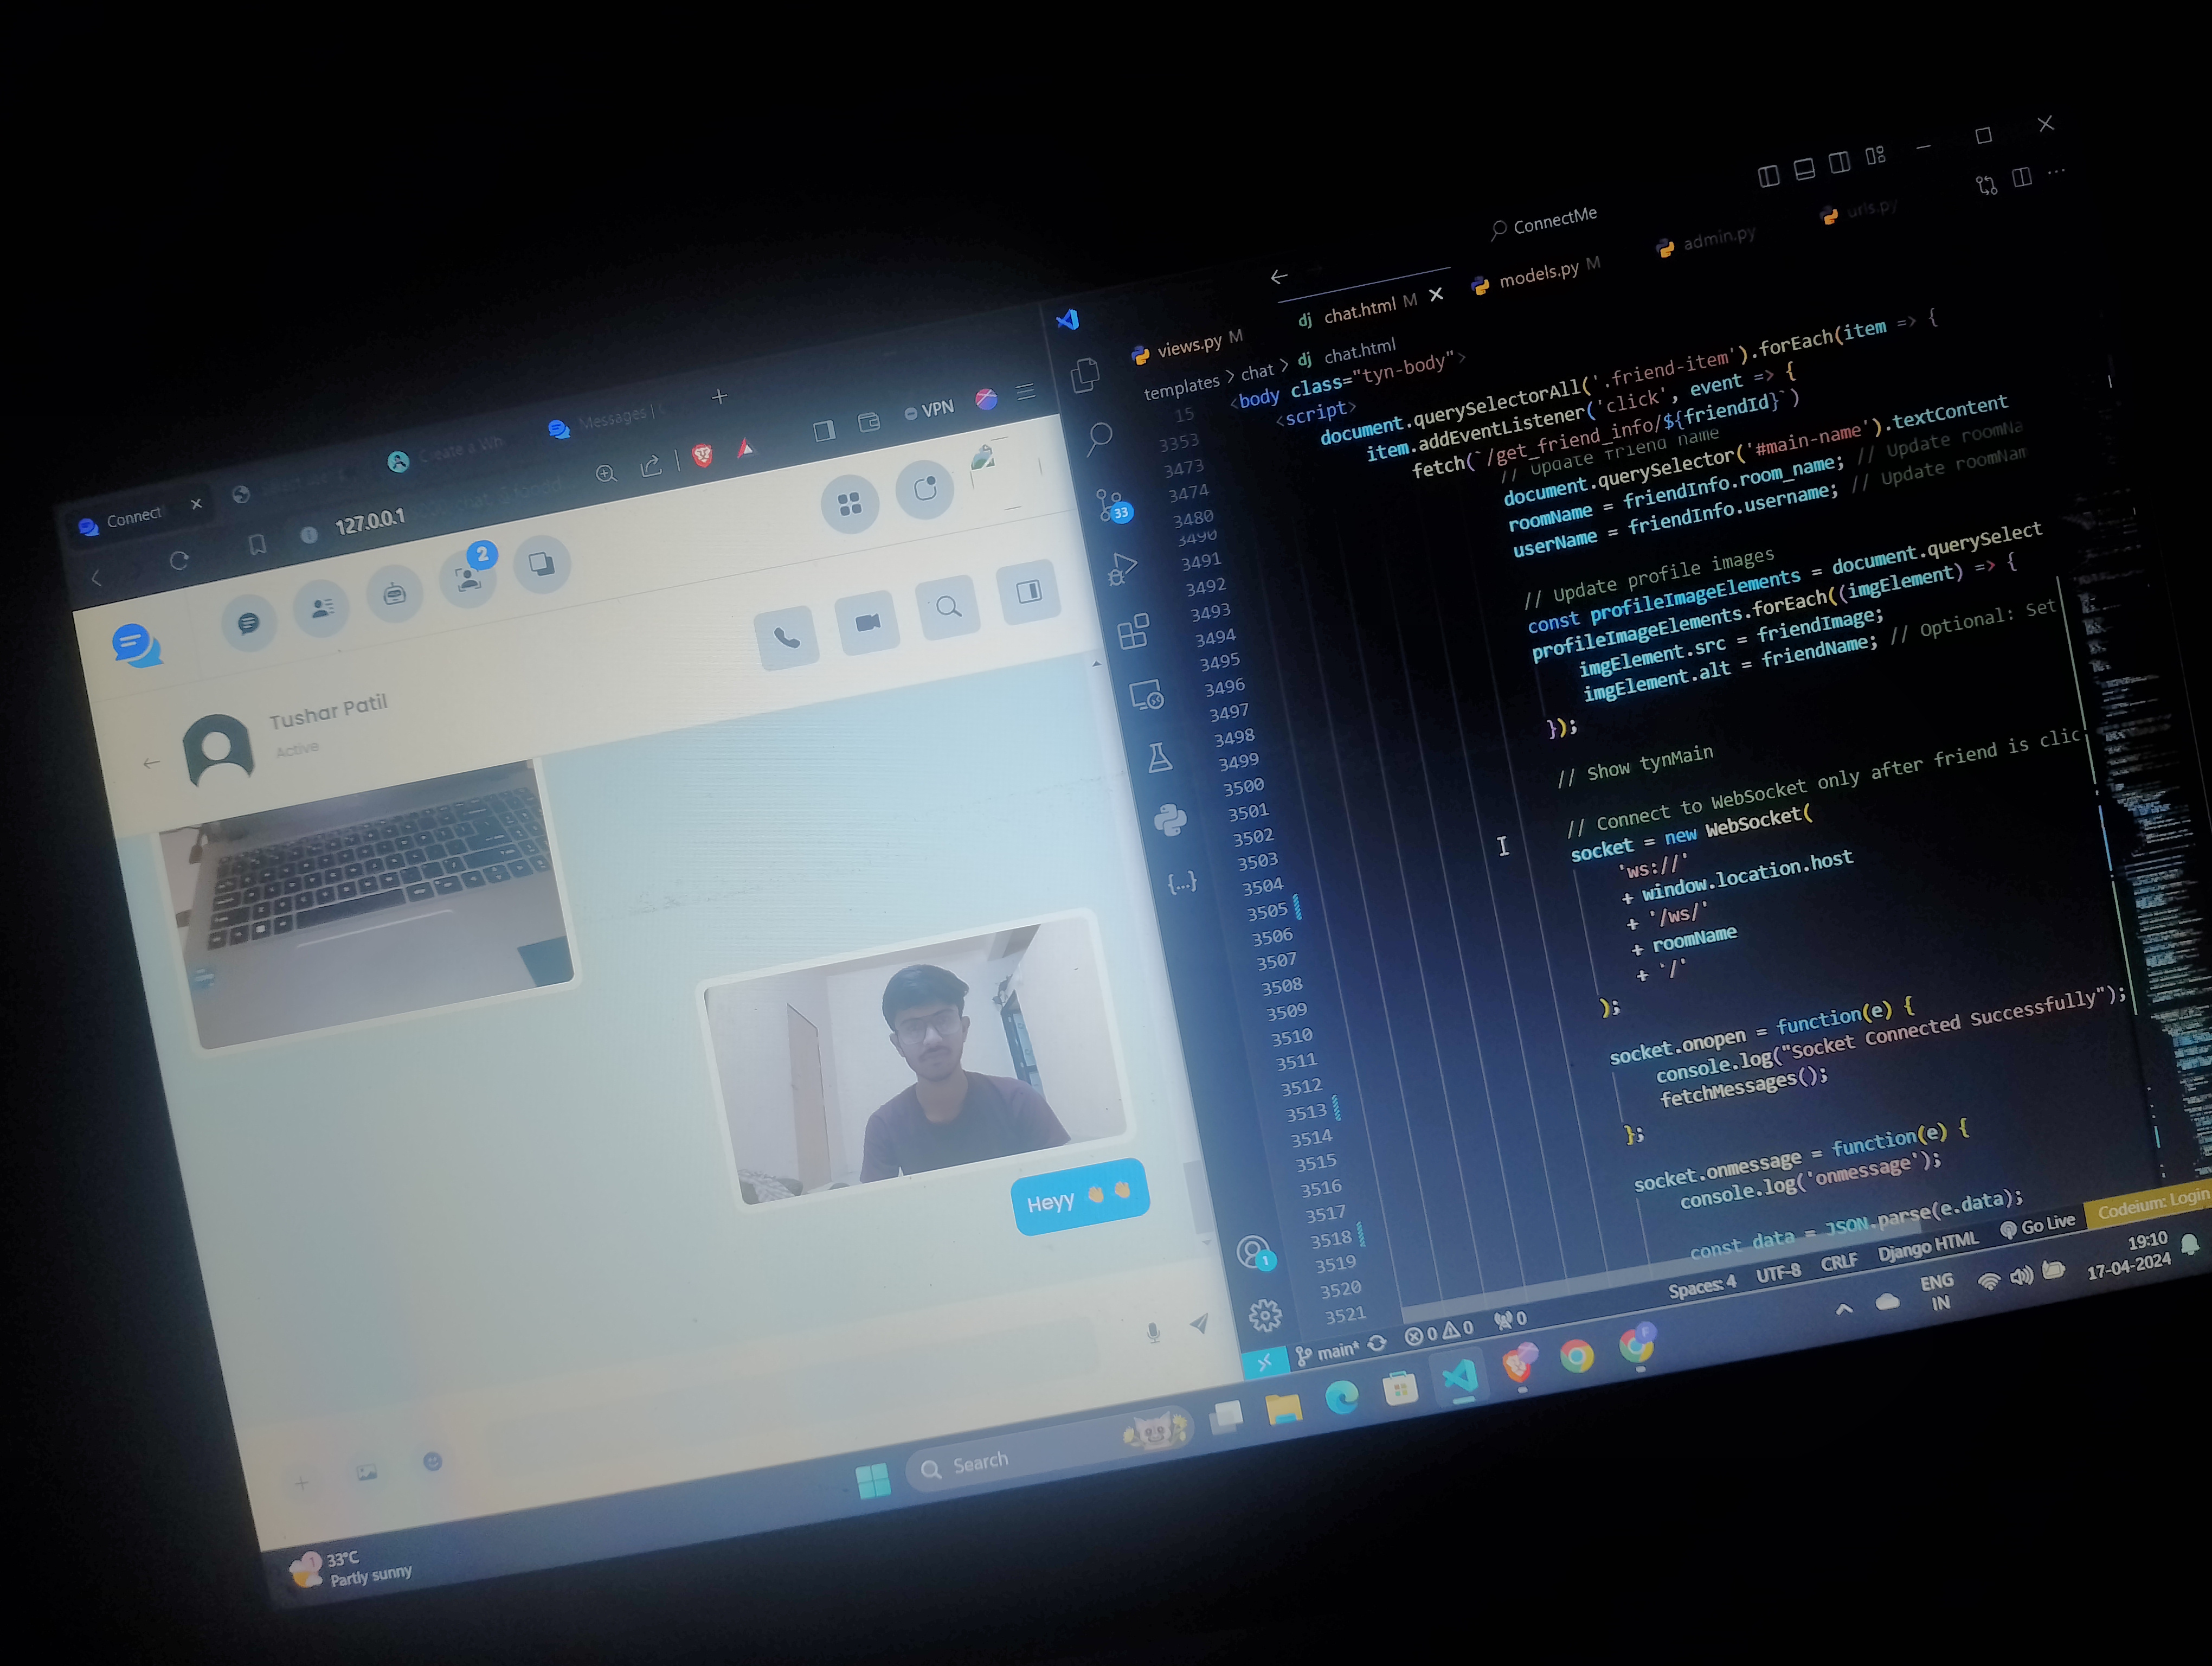 Connect
Messages |
127.0.0.1
VPN
2
Tushar Patil
Active
Heyy 👋 👋
ConnectMe
views.py M
chat.html M
models.py M
admin.py
urls.py
templates > chat > dj chat.html
33
15 <body class="tyn-body">
3353 <script>
3473 document.querySelectorAll('.friend-item').forEach(item => {
3474 item.addEventListener('click', event => {
3480 fetch(`/get_friend_info/${friendId}`)
3490 // Update friend name
3491 document.querySelector('#main-name').textContent
3492 roomName = friendInfo.room_name; // Update roomNa
3493 userName = friendInfo.username; // Update roomNam
3494
3495 // Update profile images
3496 const profileImageElements = document.querySelect
3497 profileImageElements.forEach((imgElement) => {
3498 imgElement.src = friendImage;
3499 imgElement.alt = friendName; // Optional: Set
3500 });
3501
3502 // Show tynMain
3503
3504 // Connect to WebSocket only after friend is clic
3505 socket = new WebSocket(
3506 'ws://'
3507 + window.location.host
3508 + '/ws/'
3509 + roomName
3510 + '/'
3511 );
3512
3513 socket.onopen = function(e) {
3514 console.log("Socket Connected Successfully");
3515 fetchMessages();
3516 };
3517
3518 socket.onmessage = function(e) {
3519 console.log('onmessage');
3520
3521 const data = JSON.parse(e.data);
1
main* 0 0 0
Spaces: 4 UTF-8 CRLF Django HTML Go Live Codeium: Login
Search
ENG
IN
19:10
17-04-2024
1
33°C
Partly sunny